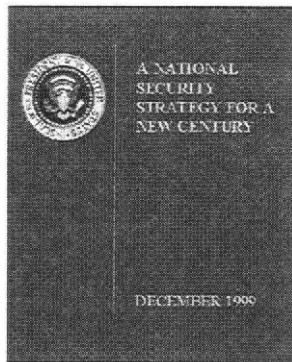 A NATIONAL
SECURITY
STRATEGY FOR A
NEW CENTURY
DECEMBER 1999